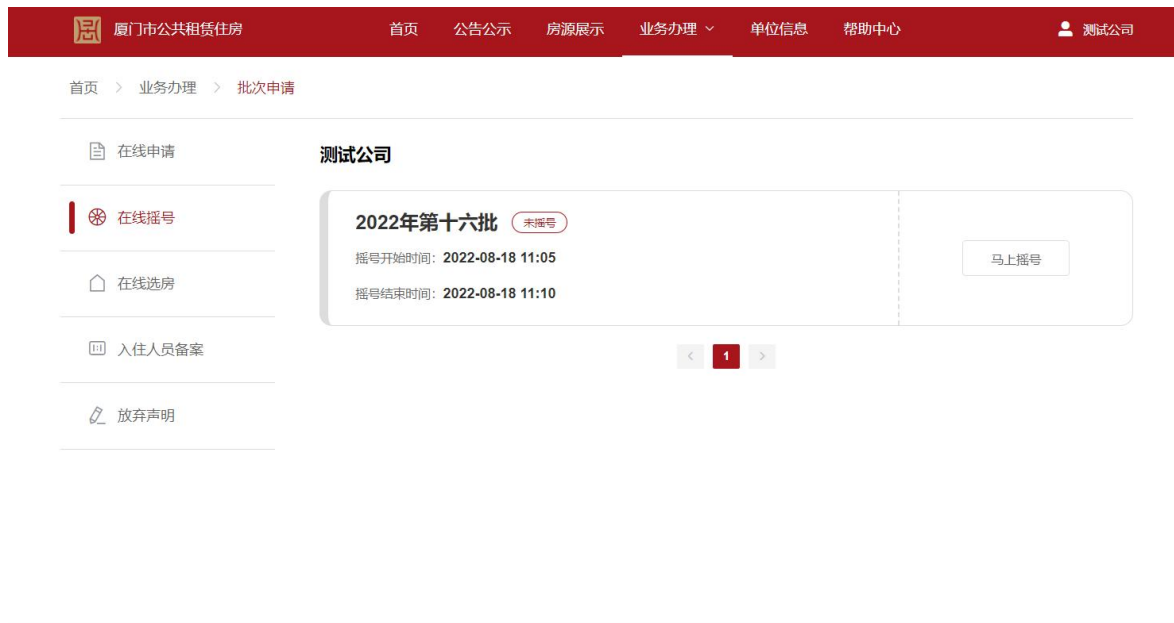 厦门市公共租赁住房 首页 公告公示 房源展示 业务办理 单位信息 帮助中心 测试公司
首页 > 业务办理 > 批次申请
在线申请
在线摇号
在线选房
入住人员备案
放弃声明
测试公司
2022年第十六批 未摇号
摇号开始时间：2022-08-18 11:05
摇号结束时间：2022-08-18 11:10
马上摇号
< 1 >